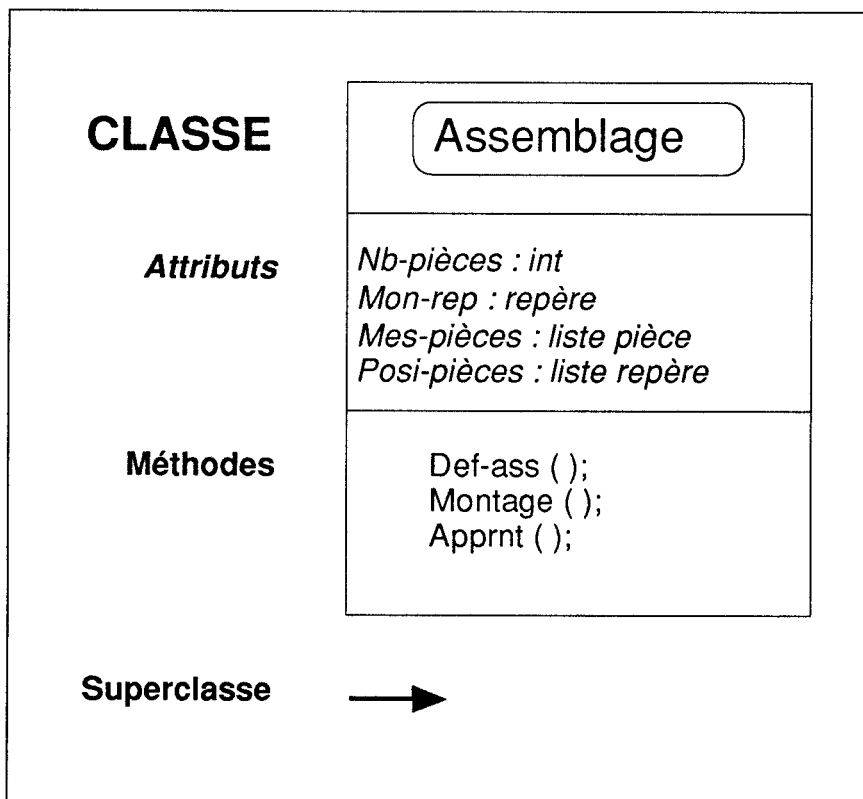 CLASSE
Assemblage
Attributs
Nb-pièces : int
Mon-rep : repère
Mes-pièces : liste pièce
Posi-pièces : liste repère
Méthodes
Def-ass ( );
Montage ( );
Apprnt ( );
Superclasse